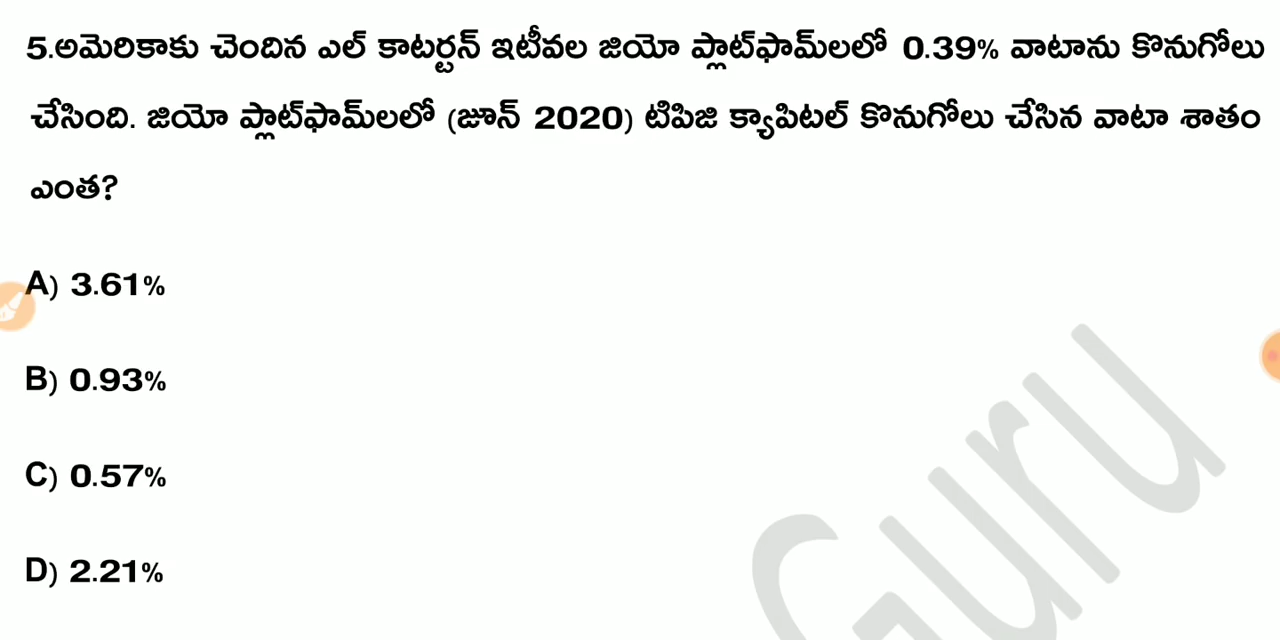 5.అమెరికాకు చెందిన ఎల్ కాటర్టన్ ఇటీవల జియో ప్లాట్‌ఫామ్‌లలో 0.39% వాటాను కొనుగోలు
చేసింది. జియో ప్లాట్‌ఫామ్‌లలో (జూన్ 2020) టిపిజి క్యాపిటల్ కొనుగోలు చేసిన వాటా శాతం
ఎంత?
A) 3.61%
B) 0.93%
C) 0.57%
D) 2.21%
Guru